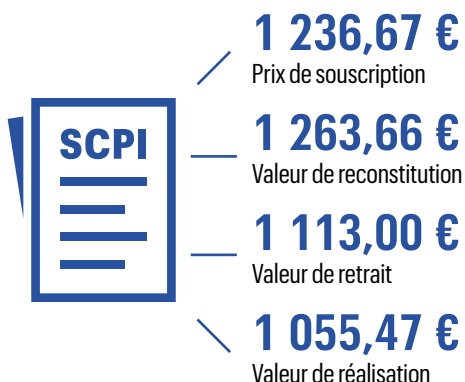 1 236,67 €
Prix de souscription
SCPI
1 263,66 €
Valeur de reconstitution
1 113,00 €
Valeur de retrait
1 055,47 €
Valeur de réalisation